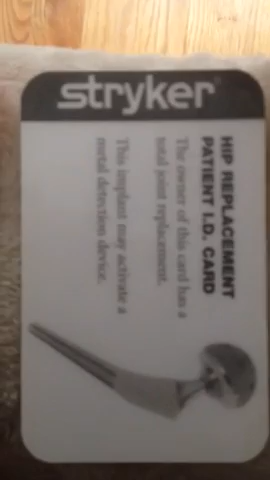 stryker
HIP REPLACEMENT
PATIENT I.D. CARD
The owner of this card has a
total joint replacement.
This implant may activate a
metal detection device.